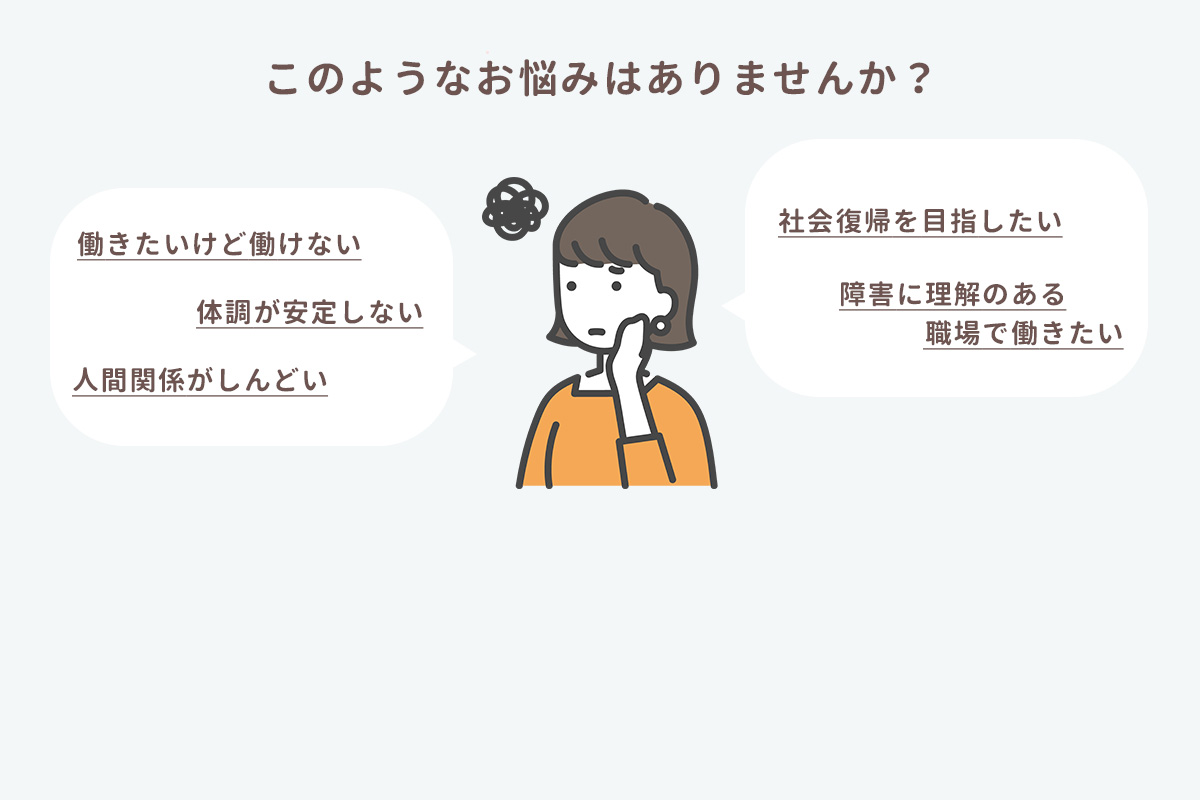 このようなお悩みはありませんか？
働きたいけど働けない
体調が安定しない
人間関係がしんどい
社会復帰を目指したい
障害に理解のある
職場で働きたい